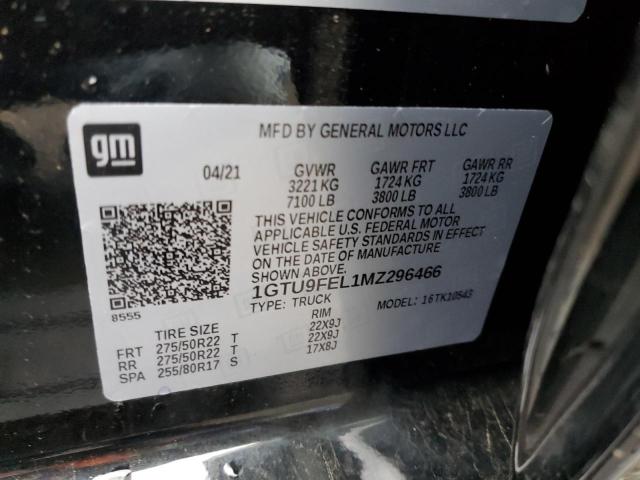 gm
MFD BY GENERAL MOTORS LLC
04/21 GVWR GAWR FRT GAWR RR
3221 KG 1724 KG 1724 KG
7100 LB 3800 LB 3800 LB
THIS VEHICLE CONFORMS TO ALL
APPLICABLE U.S. FEDERAL MOTOR
VEHICLE SAFETY STANDARDS IN EFFECT
ON THE DATE OF MANUFACTURE
SHOWN ABOVE.
1GTU9FEL1MZ296466
TYPE: TRUCK MODEL: 16TK10543
8555
TIRE SIZE RIM
FRT 275/50R22 T 22X9J
RR 275/50R22 T 22X9J
SPA 255/80R17 S 17X8J